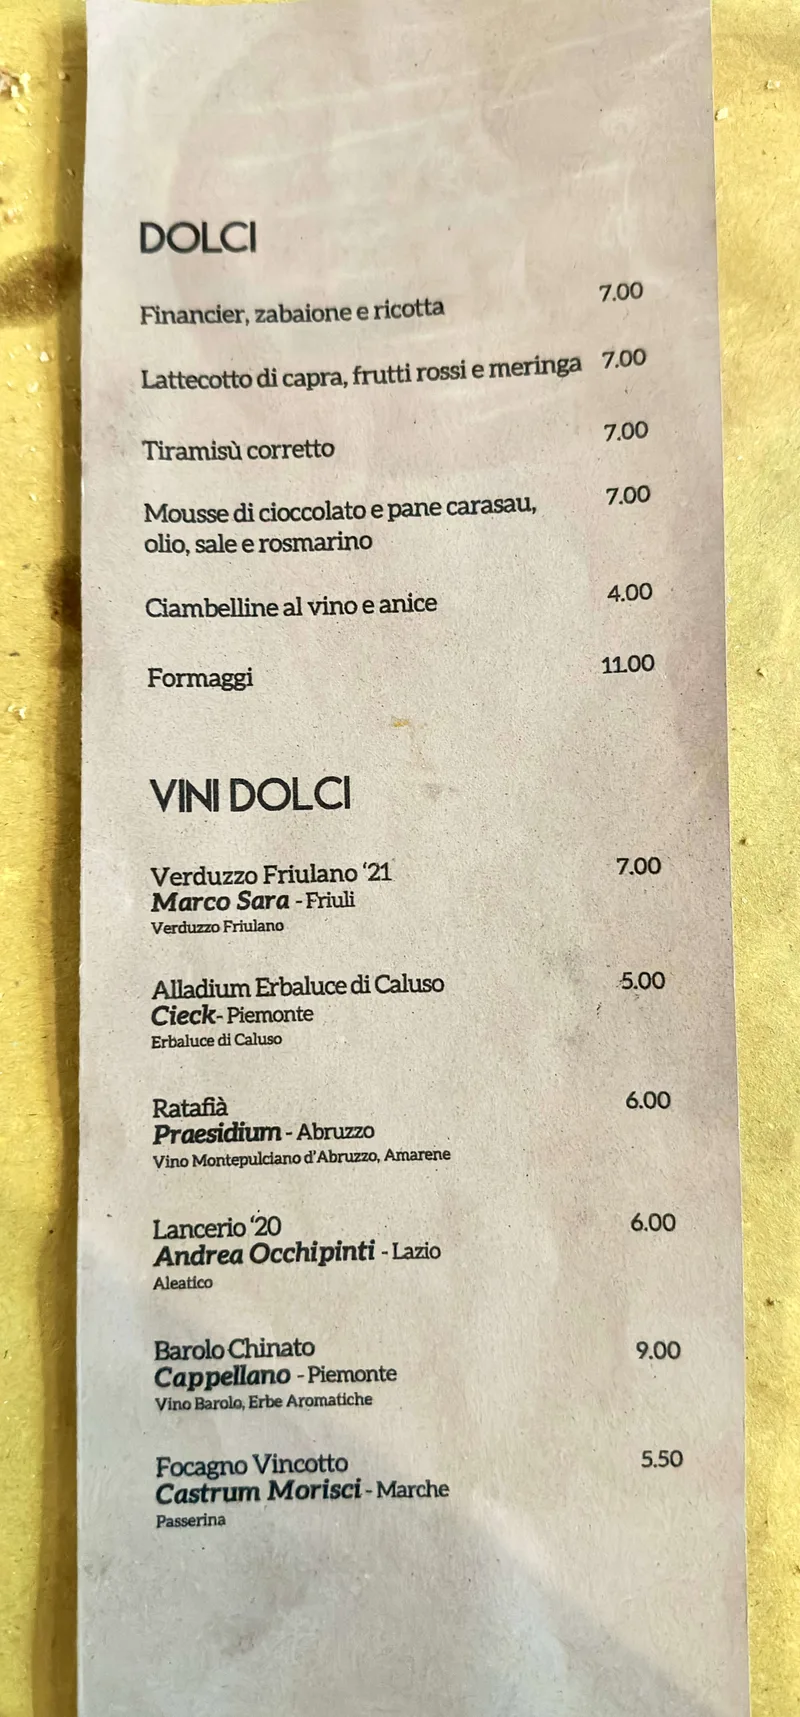 DOLCI
Financier, zabaione e ricotta 7.00
Lattecotto di capra, frutti rossi e meringa 7.00
Tiramisù corretto 7.00
Mousse di cioccolato e pane carasau, 7.00
olio, sale e rosmarino
Ciambelline al vino e anice 4.00
Formaggi 11.00
VINI DOLCI
Verduzzo Friulano ‘21 7.00
Marco Sara - Friuli
Verduzzo Friulano
Alladium Erbaluce di Caluso 5.00
Cieck- Piemonte
Erbaluce di Caluso
Ratafià 6.00
Praesidium - Abruzzo
Vino Montepulciano d’Abruzzo, Amarene
Lancerio ‘20 6.00
Andrea Occhipinti - Lazio
Aleatico
Barolo Chinato 9.00
Cappellano - Piemonte
Vino Barolo, Erbe Aromatiche
Focagno Vincotto 5.50
Castrum Morisci - Marche
Passerina